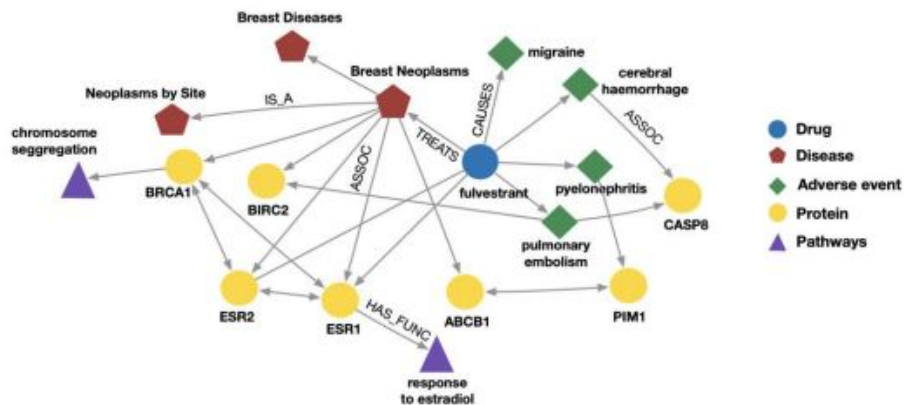 Breast Diseases
migraine
Breast Neoplasms
cerebral
haemorrhage
Neoplasms by Site
IS_A
CAUSES
ASSOC
chromosome
seggregation
TREATS
Drug
ASSOC
Disease
BRCA1
BIRC2
fulvestrant
pyelonephritis
Adverse event
CASP8
Protein
pulmonary
embolism
Pathways
ESR2
ESR1
HAS_FUNC
ABCB1
PIM1
response
to estradiol